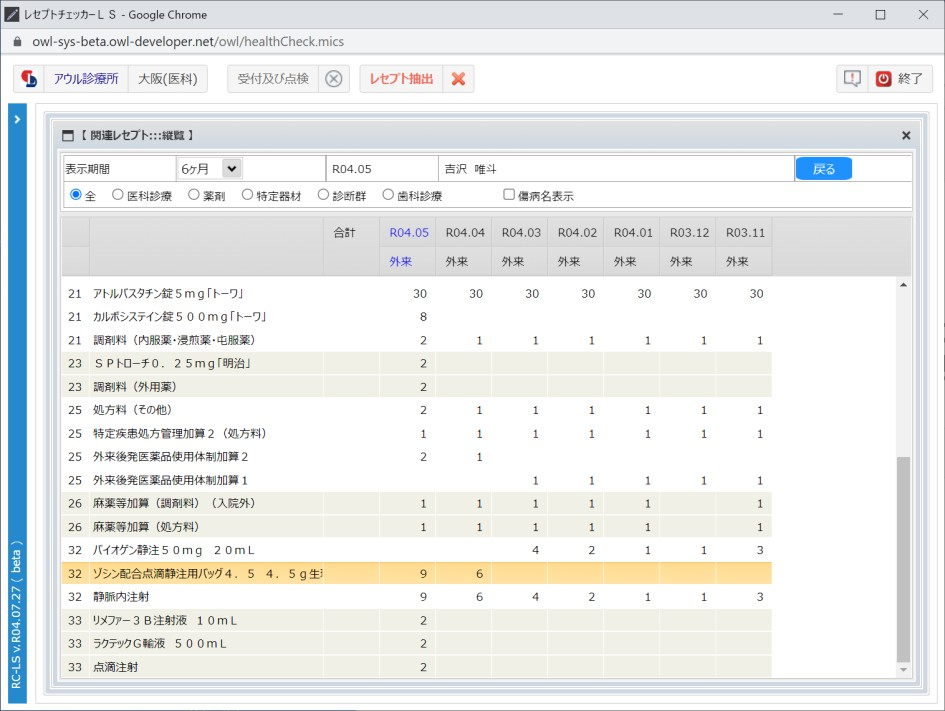 レセプトチェッカーＬＳ - Google Chrome
owl-sys-beta.owl-developer.net/owl/healthCheck.mics
アウル診療所 大阪(医科) 受付及び点検 レセプト抽出 終了
【 関連レセプト:::縦覧 】
表示期間 6ケ月 R04.05 吉沢 唯斗 戻る
全 医科診療 薬剤 特定器材 診断群 歯科診療 傷病名表示
合計 R04.05 R04.04 R04.03 R04.02 R04.01 R03.12 R03.11
外来 外来 外来 外来 外来 外来 外来
21 アトルバスタチン錠５ｍｇ「トーワ」 30 30 30 30 30 30 30
21 カルボシステイン錠５００ｍｇ「トーワ」 8
21 調剤料（内服薬・浸煎薬・屯服薬） 2 1 1 1 1 1 1
23 ＳＰトローチ０．２５ｍｇ「明治」 2
23 調剤料（外用薬） 2
25 処方料（その他） 2 1 1 1 1 1 1
25 特定疾患処方管理加算２（処方料） 1 1 1 1 1 1 1
25 外来後発医薬品使用体制加算２ 2 1
25 外来後発医薬品使用体制加算１ 1 1 1 1 1
26 麻薬等加算（調剤料）（入院外） 1 1 1 1 1 1
26 麻薬等加算（処方料） 1 1 1 1 1 1
32 バイオゲン静注５０ｍｇ ２０ｍＬ 4 2 1 1 3
32 ゾシン配合点滴静注用バッグ４．５ ４．５ｇ生 9 6
32 静脈内注射 9 6 4 2 1 1 3
33 リメファー３Ｂ注射液 １０ｍＬ 2
33 ラクテックＧ輸液 ５００ｍＬ 2
33 点滴注射 2
RC-LS v.R04.07.27 ( beta )